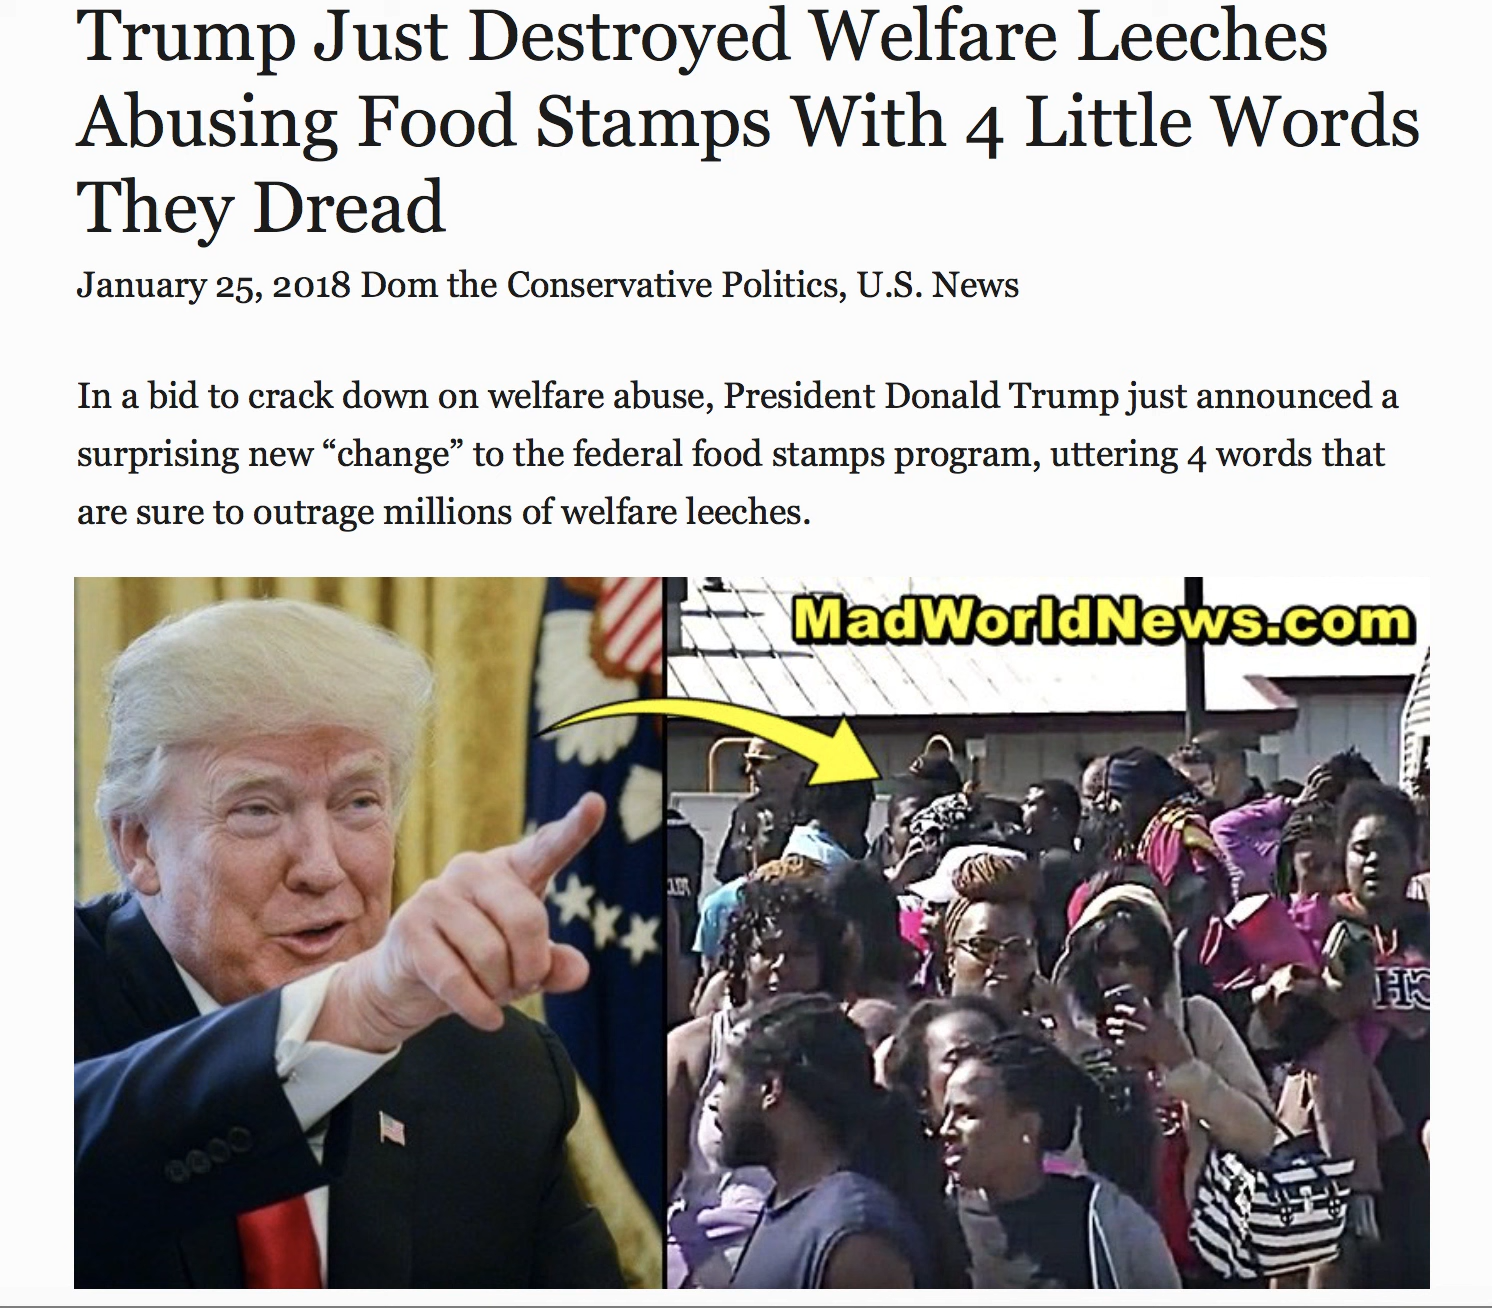 Trump Just Destroyed Welfare Leeches
Abusing Food Stamps With 4 Little Words
They Dread
January 25, 2018 Dom the Conservative Politics, U.S. News
In a bid to crack down on welfare abuse, President Donald Trump just announced a
surprising new “change” to the federal food stamps program, uttering 4 words that
are sure to outrage millions of welfare leeches.
MadWorldNews.com